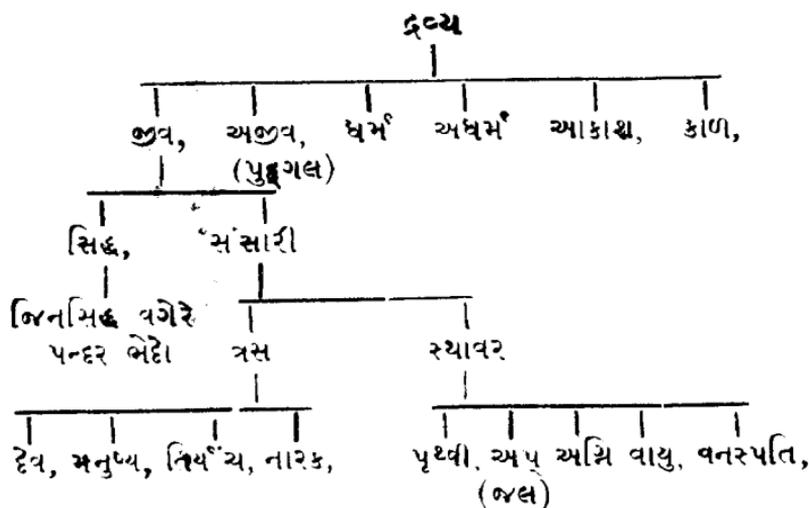 દ્રવ્ય
જીવ, અજીવ, ધર્મ અધર્મ આકાશ, કાળ,
(પુદ્ગલ)
સિદ્ધ, સંસારી
જિનસિદ્ધ વગેરે
પન્દર ભેદો ત્રસ સ્થાવર
દેવ, મનુષ્ય, તિર્યંચ, નારક, પૃથ્વી, અપ્ અગ્નિ વાયુ, વનસ્પતિ,
(જલ)